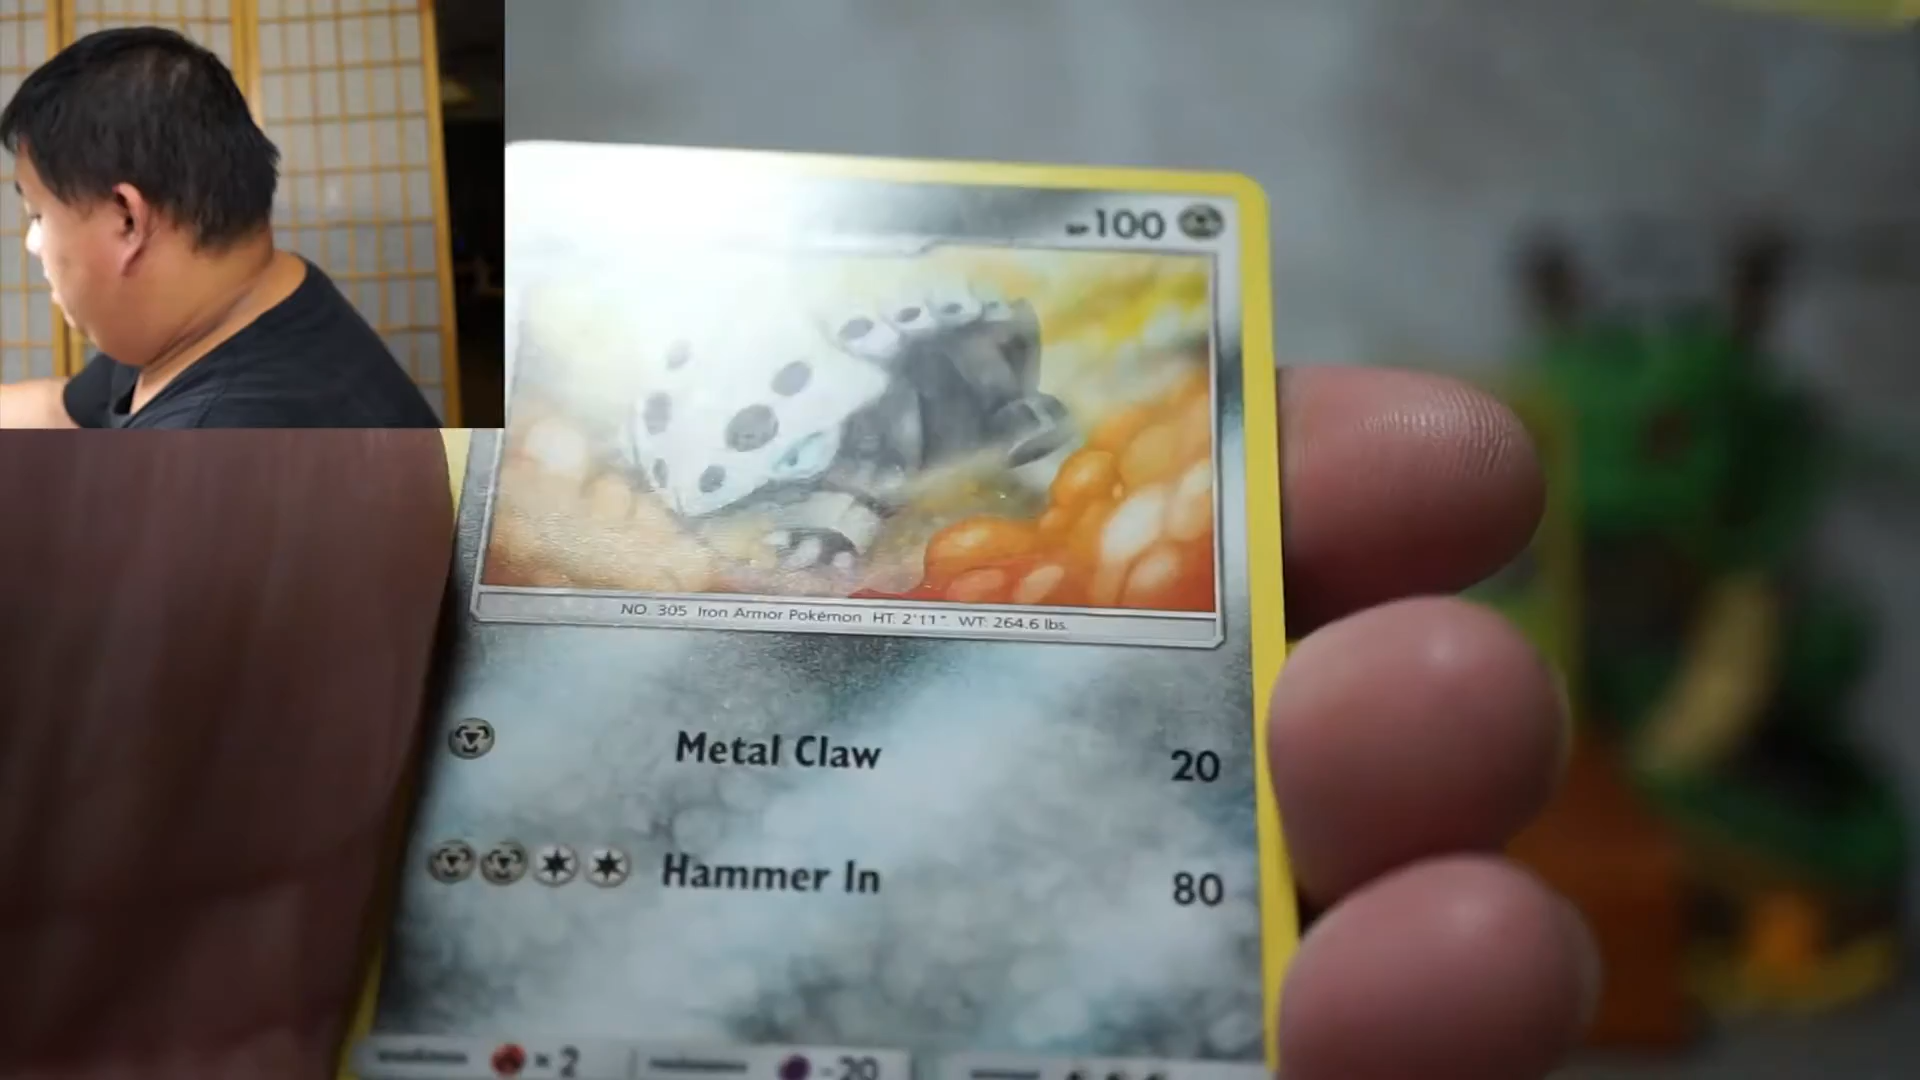 HP 100
NO. 305 Iron Armor Pokémon HT: 2'11" WT: 264.6 lbs.
Metal Claw 20
Hammer In 80
×2 -20